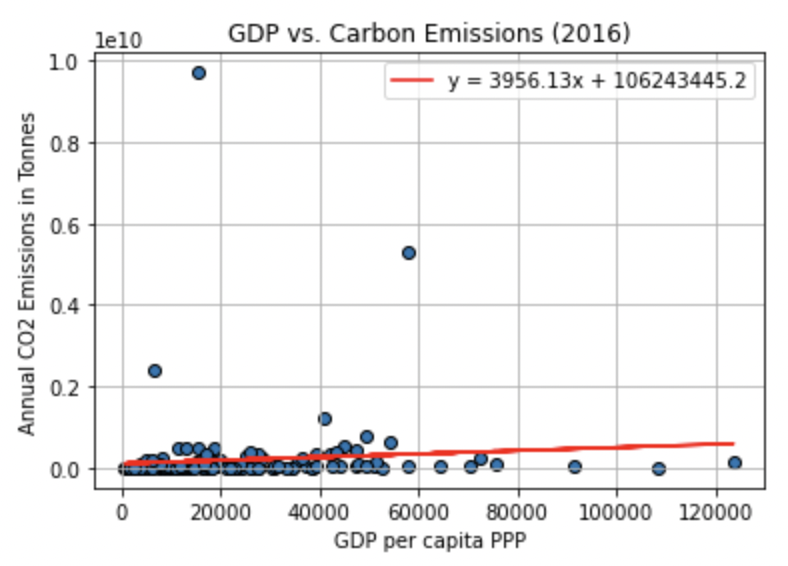 GDP vs. Carbon Emissions (2016)
1e10
y = 3956.13x + 106243445.2
1.0
0.8
0.6
0.4
0.2
0.0
Annual CO2 Emissions in Tonnes
0 20000 40000 60000 80000 100000 120000
GDP per capita PPP